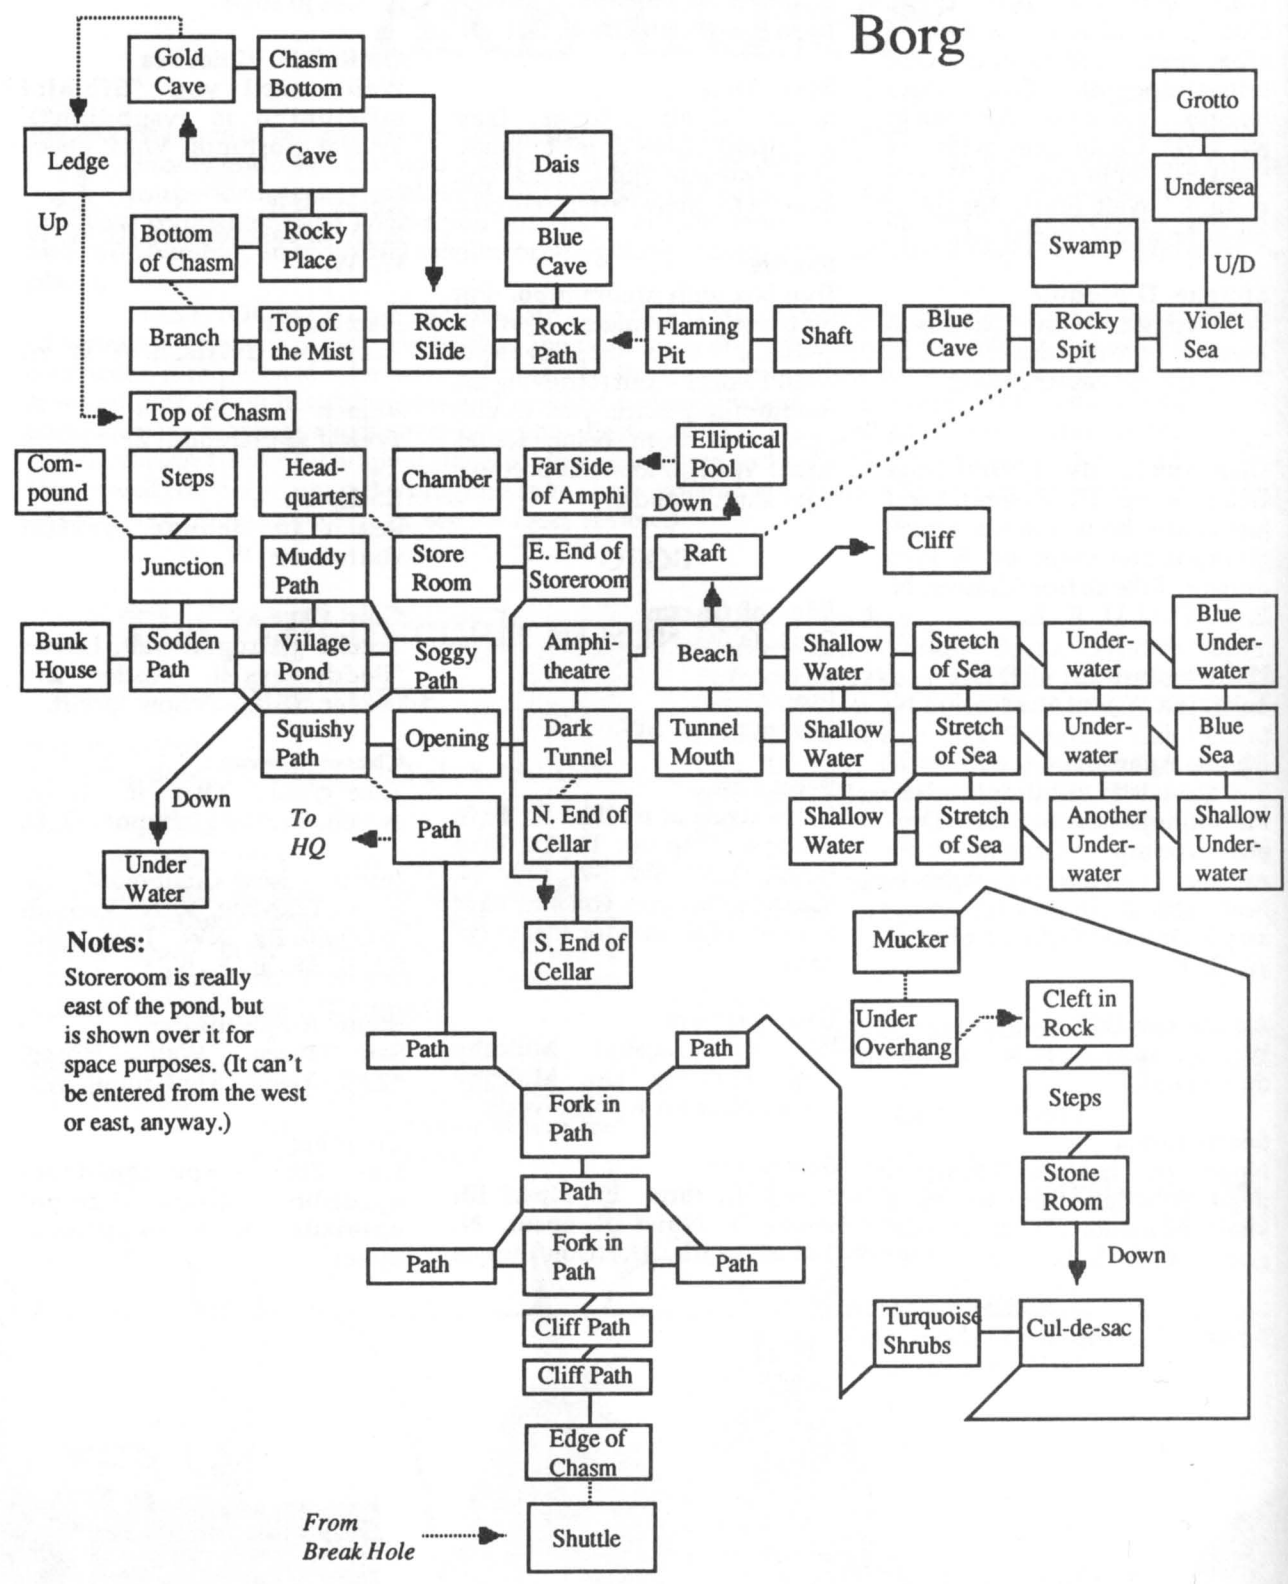 Borg
Gold
Cave
Chasm
Bottom
Grotto
Ledge
Cave
Dais
Undersea
Up
Bottom
of Chasm
Rocky
Place
Blue
Cave
Swamp
U/D
Branch
Top of
the Mist
Rock
Slide
Rock
Path
Flaming
Pit
Shaft
Blue
Cave
Rocky
Spit
Violet
Sea
Top of Chasm
Com-
pound
Steps
Head-
quarters
Chamber
Far Side
of Amphi
Elliptical
Pool
Down
Junction
Muddy
Path
Store
Room
E. End of
Storeroom
Raft
Cliff
Bunk
House
Sodden
Path
Village
Pond
Soggy
Path
Amphi-
theatre
Beach
Shallow
Water
Stretch
of Sea
Under-
water
Blue
Under-
water
Squishy
Path
Opening
Dark
Tunnel
Tunnel
Mouth
Shallow
Water
Stretch
of Sea
Under-
water
Blue
Sea
Down
To
HQ
Path
N. End of
Cellar
Shallow
Water
Stretch
of Sea
Another
Under-
water
Shallow
Under-
water
Under
Water
S. End of
Cellar
Notes:
Storeroom is really
east of the pond, but
is shown over it for
space purposes. (It can't
be entered from the west
or east, anyway.)
Mucker
Under
Overhang
Cleft in
Rock
Path
Path
Steps
Fork in
Path
Stone
Room
Path
Down
Path
Fork in
Path
Path
Cliff Path
Turquoise
Shrubs
Cul-de-sac
Cliff Path
Edge of
Chasm
From
Break Hole
Shuttle